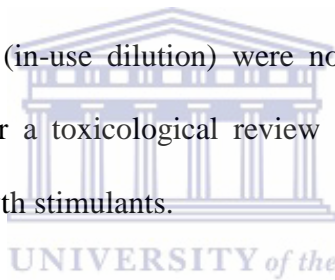 (in-use dilution) were no
r a toxicological review
th stimulants.
UNIVERSITY of the